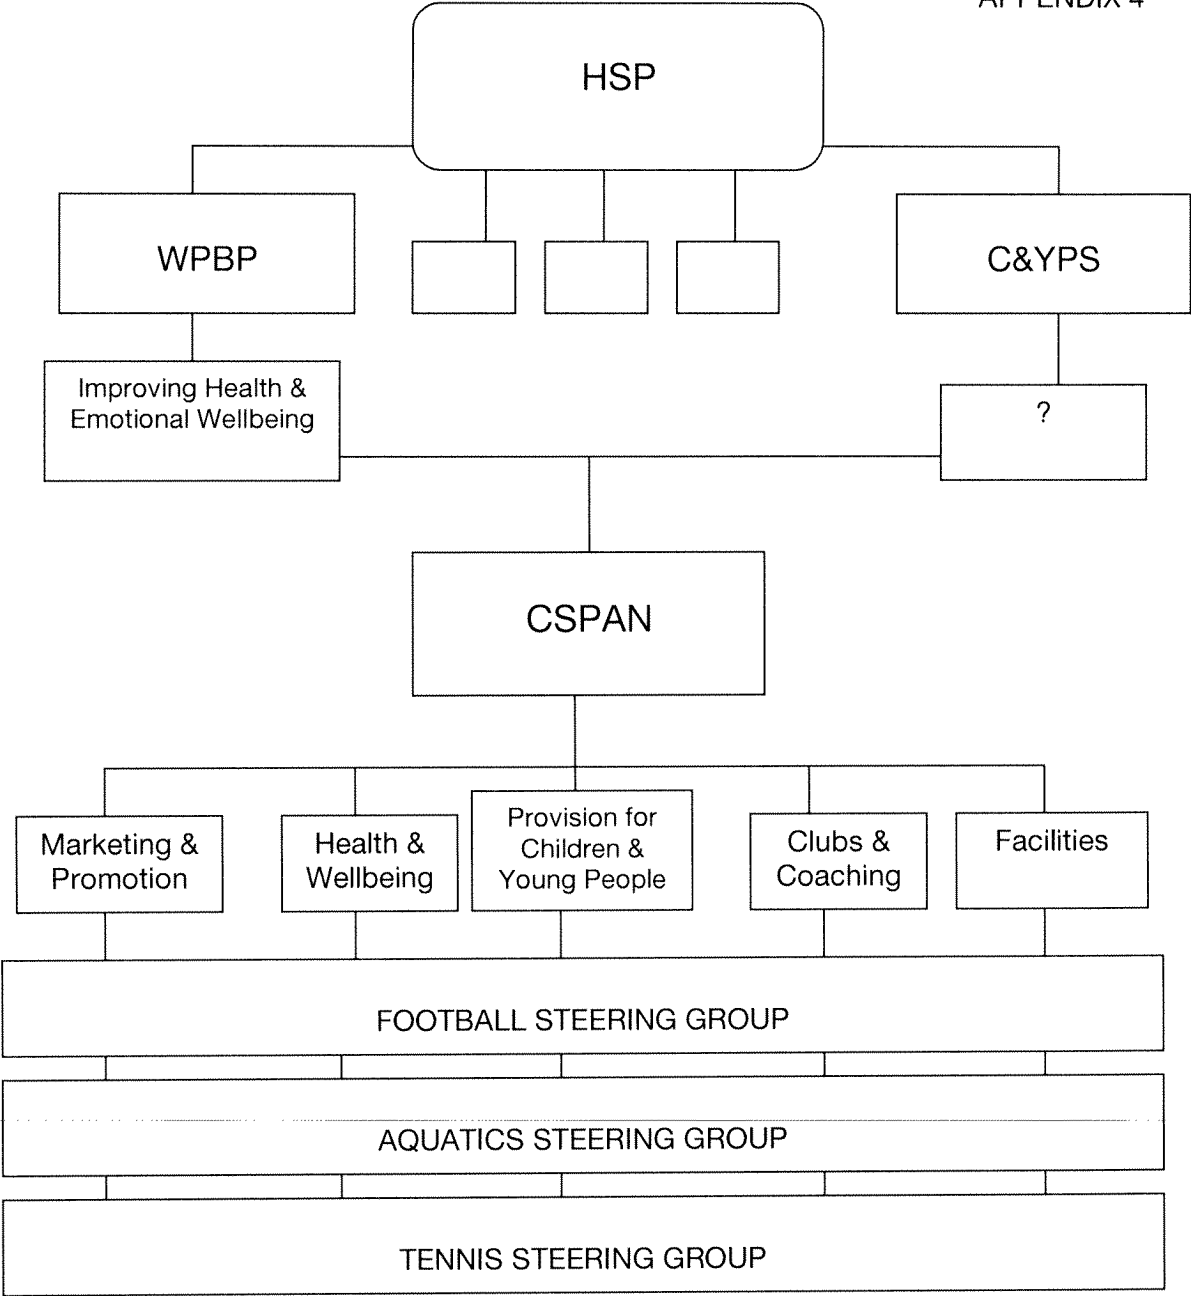 APPENDIX 4
HSP
WPBP
C&YPS
Improving Health &
Emotional Wellbeing
?
CSPAN
Marketing &
Promotion
Health &
Wellbeing
Provision for
Children &
Young People
Clubs &
Coaching
Facilities
FOOTBALL STEERING GROUP
AQUATICS STEERING GROUP
TENNIS STEERING GROUP